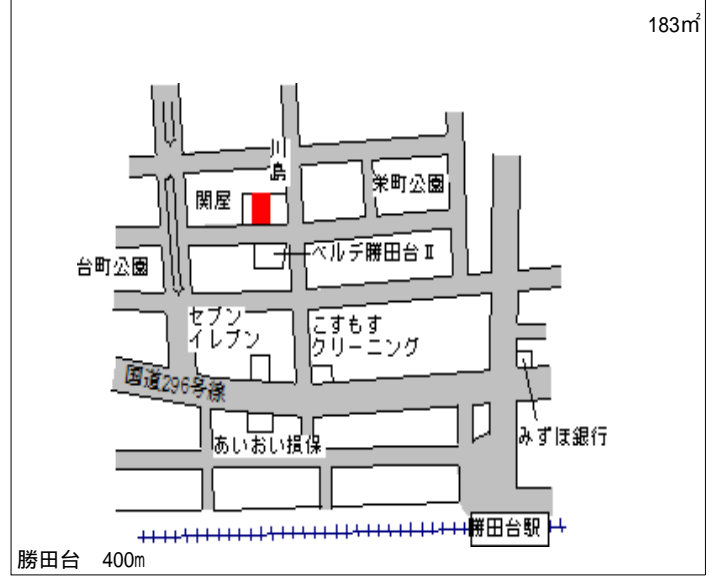 183㎡
川
島
関屋
栄町公園
ベルデ勝田台Ⅱ
台町公園
セブン
イレブン
こすもす
クリーニング
国道296号線
みずほ銀行
あいおい損保
勝田台駅
勝田台　400m